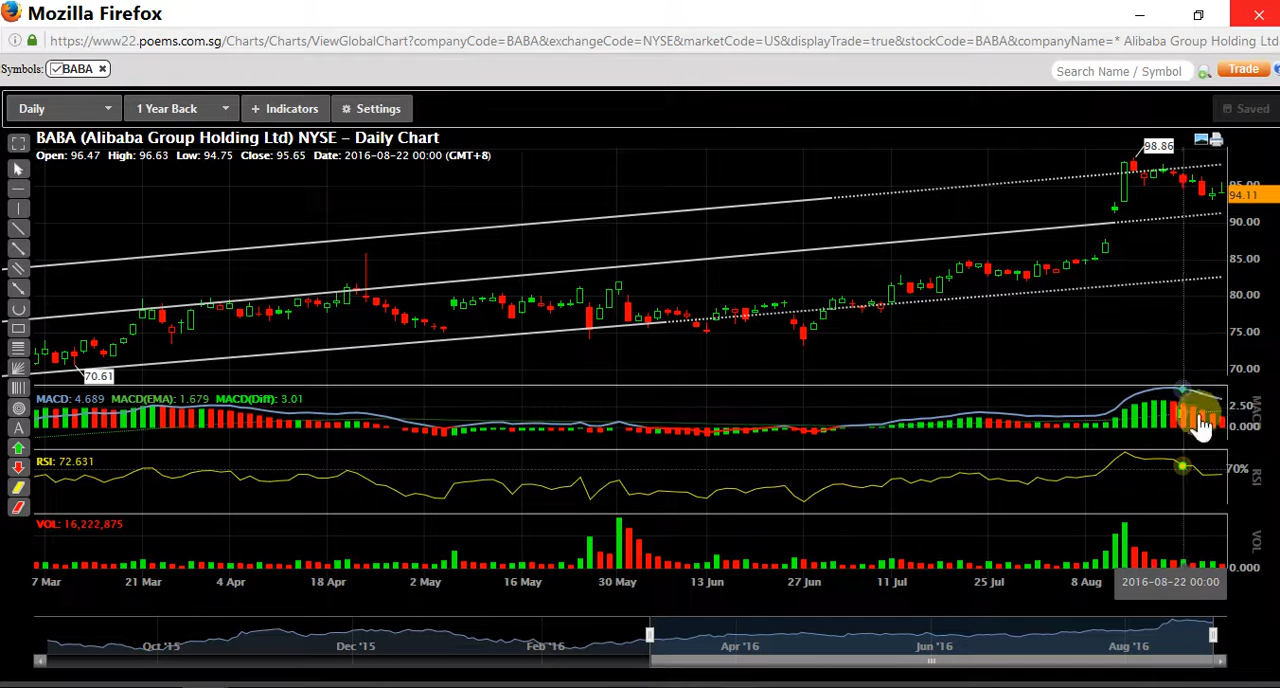 Mozilla Firefox
https://www22.poems.com.sg/Charts/Charts/ViewGlobalChart?companyCode=BABA&exchangeCode=NYSE&marketCode=US&displayTrade=true&stockCode=BABA&companyName=* Alibaba Group Holding Ltd
Symbols: BABA
Search Name / Symbol Trade
Daily 1 Year Back + Indicators Settings Saved
BABA (Alibaba Group Holding Ltd) NYSE – Daily Chart
Open: 96.47 High: 96.63 Low: 94.75 Close: 95.65 Date: 2016-08-22 00:00 (GMT+8)
98.86
95.00
94.11
90.00
85.00
80.00
75.00
70.00
70.61
MACD: 4.689 MACD(EMA): 1.679 MACD(Diff): 3.01
2.50
0.000
MACD
A
RSI: 72.631
70%
RSI
VOL: 16,222,875
VOL
0.000
7 Mar 21 Mar 4 Apr 18 Apr 2 May 16 May 30 May 13 Jun 27 Jun 11 Jul 25 Jul 8 Aug 2016-08-22 00:00
Oct '15 Dec '15 Feb '16 Apr '16 Jun '16 Aug '16